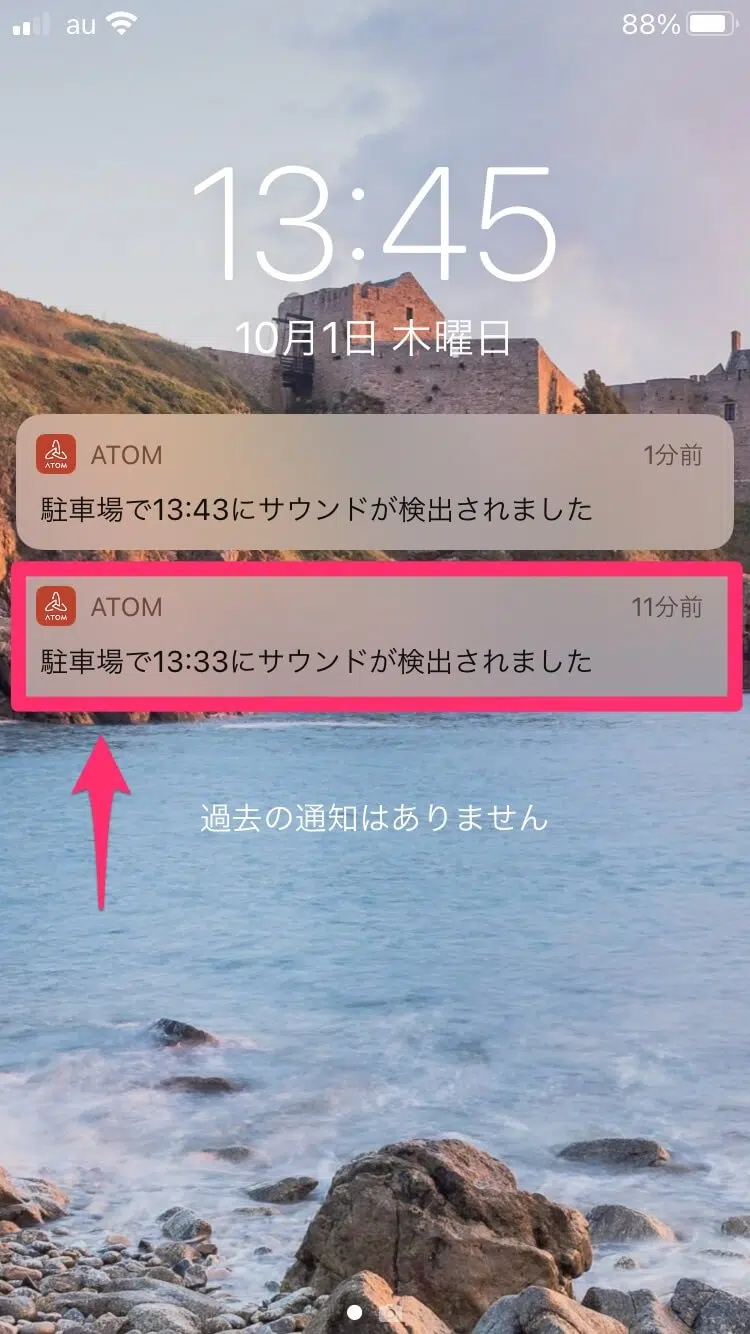 au 88%
13:45
10月1日 木曜日
ATOM ATOM 1分前
駐車場で13:43にサウンドが検出されました
ATOM ATOM 11分前
駐車場で13:33にサウンドが検出されました
過去の通知はありません